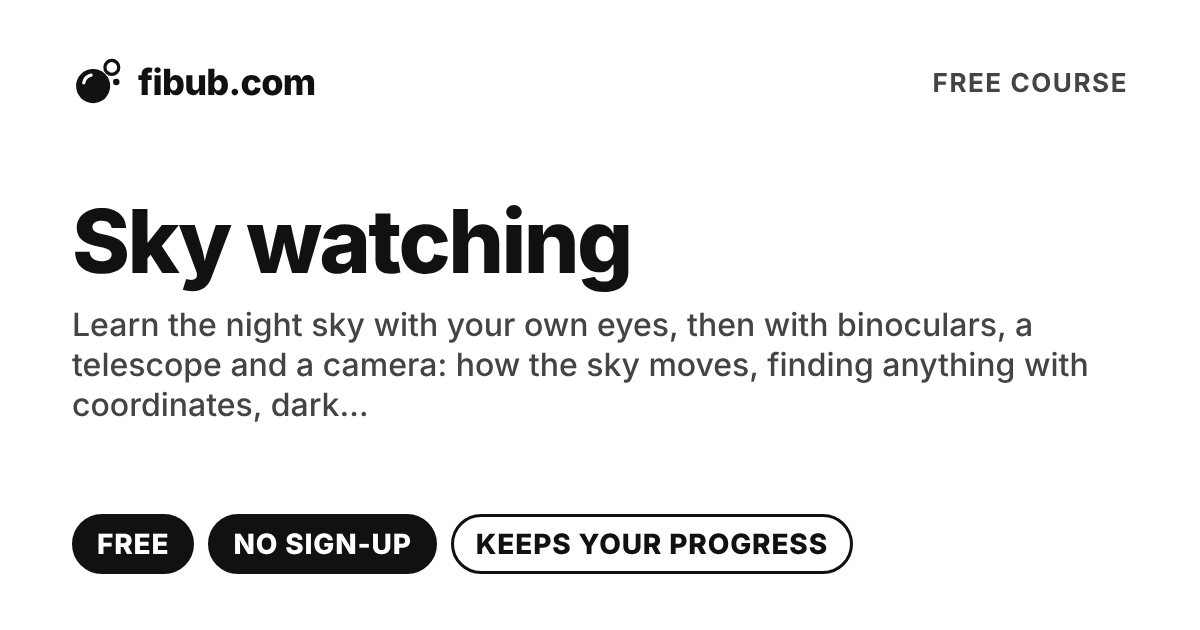 fibub.com
FREE COURSE
Sky watching
Learn the night sky with your own eyes, then with binoculars, a
telescope and a camera: how the sky moves, finding anything with
coordinates, dark...
FREE
NO SIGN-UP
KEEPS YOUR PROGRESS